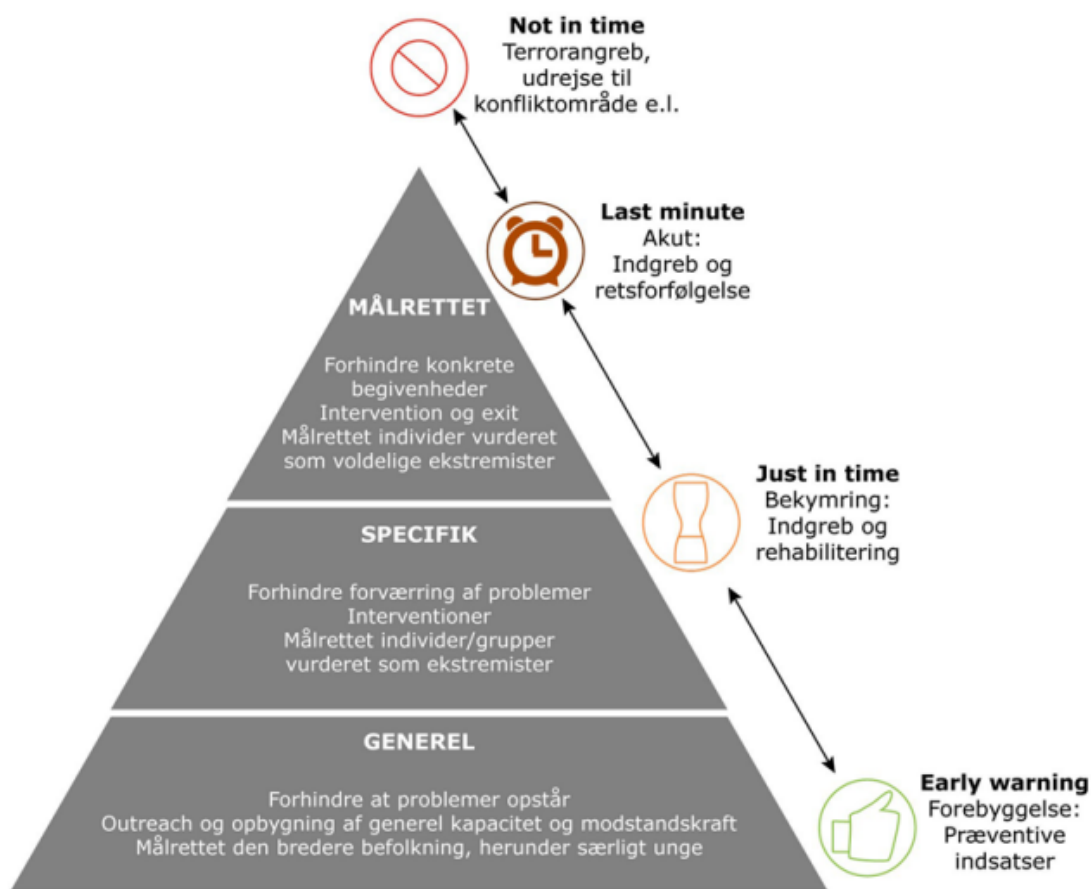 Not in time
Terrorangreb,
udrejse til
konfliktområde e.l.
Last minute
Akut:
Indgreb og
retsforfølgelse
MÅLRETTET
Forhindre konkrete
begivenheder
Intervention og exit
Målrettet individer vurderet
som voldelige ekstremister
Just in time
Bekymring:
Indgreb og
rehabilitering
SPECIFIK
Forhindre forværring af problemer
Interventioner
Målrettet individer/grupper
vurderet som ekstremister
GENEREL
Forhindre at problemer opstår
Outreach og opbygning af generel kapacitet og modstandskraft
Målrettet den bredere befolkning, herunder særligt unge
Early warning
Forebyggelse:
Præventive
indsatser